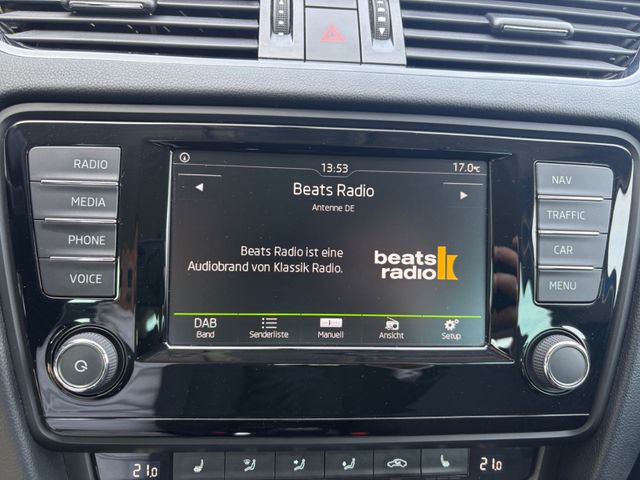 RADIO
MEDIA
PHONE
VOICE
13:53
17.0°C
Beats Radio
Antenne DE
Beats Radio ist eine
Audiobrand von Klassik Radio.
beats
radio
DAB
Band
Senderliste
Manuell
Ansicht
Setup
NAV
TRAFFIC
CAR
MENU
21.0
21.0